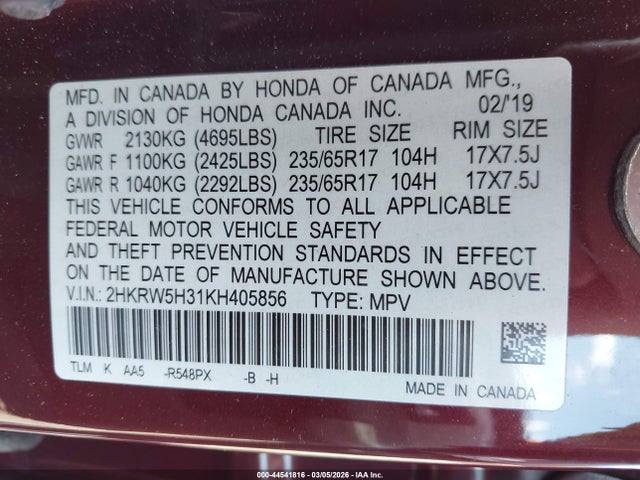 MFD. IN CANADA BY HONDA OF CANADA MFG.,
A DIVISION OF HONDA CANADA INC. 02/'19
GVWR 2130KG (4695LBS) TIRE SIZE RIM SIZE
GAWR F 1100KG (2425LBS) 235/65R17 104H 17X7.5J
GAWR R 1040KG (2292LBS) 235/65R17 104H 17X7.5J
THIS VEHICLE CONFORMS TO ALL APPLICABLE
FEDERAL MOTOR VEHICLE SAFETY
AND THEFT PREVENTION STANDARDS IN EFFECT
ON THE DATE OF MANUFACTURE SHOWN ABOVE.
V.I.N.: 2HKRW5H31KH405856 TYPE: MPV
TLM K AA5 -R548PX -B -H
MADE IN CANADA
000-44541816 - 03/05/2026 - IAA Inc.